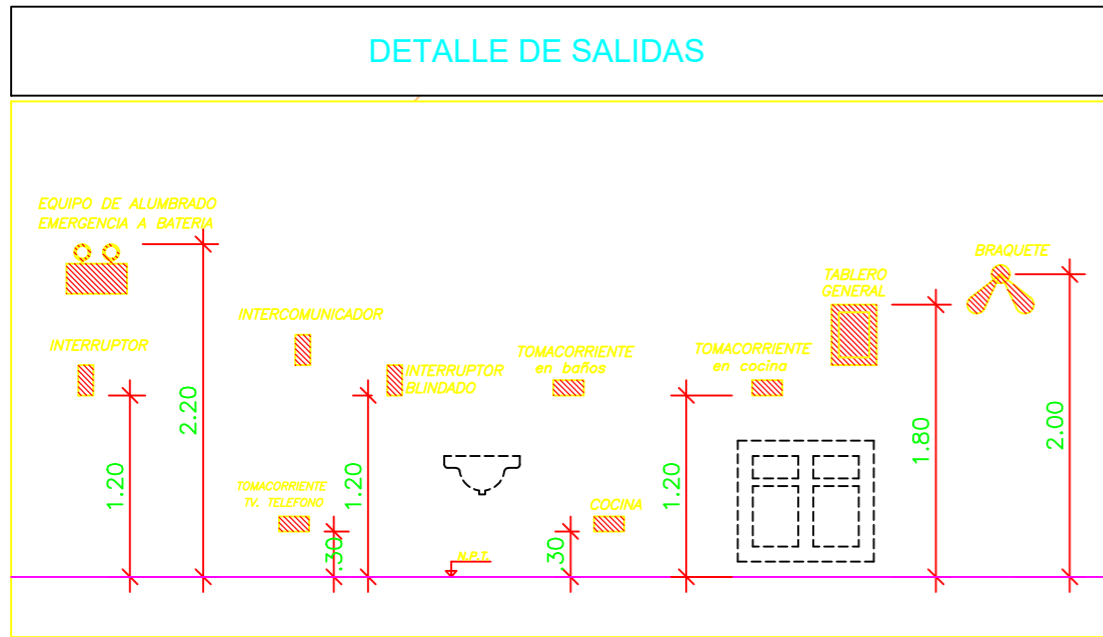 DETALLE DE SALIDAS
EQUIPO DE ALUMBRADO
EMERGENCIA A BATERIA
BRAQUETE
TABLERO
GENERAL
INTERCOMUNICADOR
INTERRUPTOR
TOMACORRIENTE
en baños
TOMACORRIENTE
en cocina
INTERRUPTOR
BLINDADO
2.20
1.80
2.00
1.20
1.20
1.20
TOMACORRIENTE
TV. TELEFONO
COCINA
.30
.30
N.P.T.